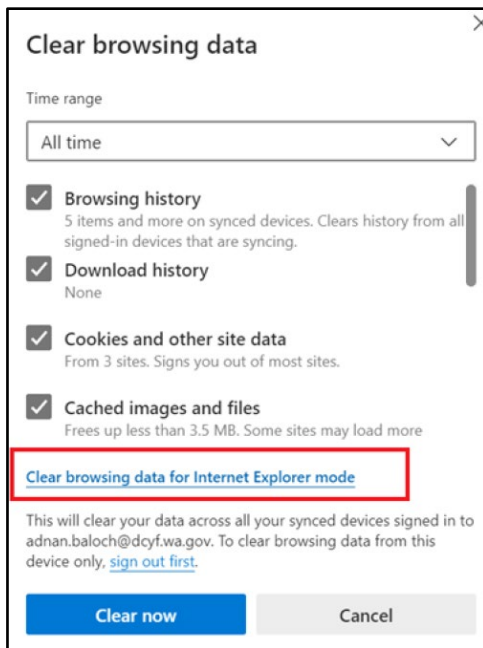 Clear browsing data
Time range
All time
Browsing history
5 items and more on synced devices. Clears history from all
signed-in devices that are syncing.
Download history
None
Cookies and other site data
From 3 sites. Signs you out of most sites.
Cached images and files
Frees up less than 3.5 MB. Some sites may load more
Clear browsing data for Internet Explorer mode
This will clear your data across all your synced devices signed in to
adnan.baloch@dcyf.wa.gov. To clear browsing data from this
device only, sign out first.
Clear now
Cancel